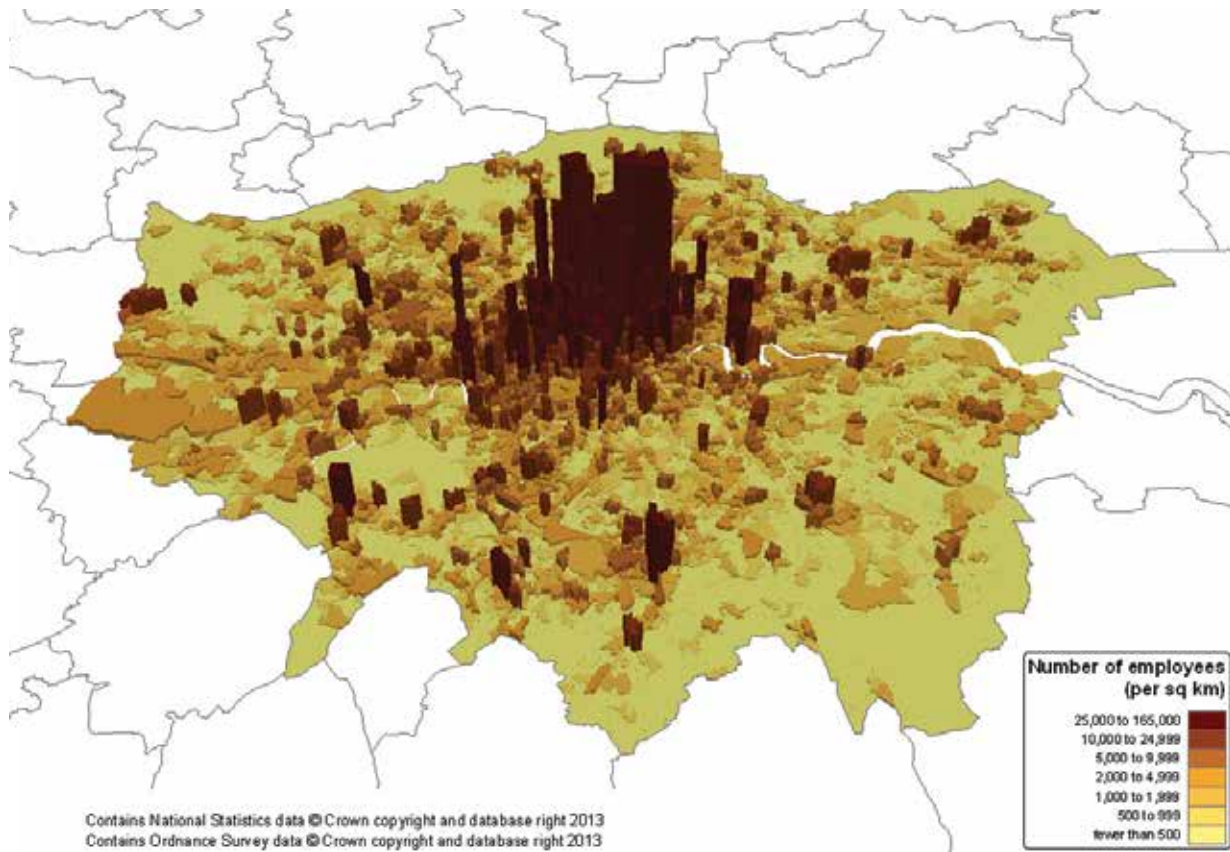 Number of employees
(per sq km)
25,000 to 165,000
10,000 to 24,999
5,000 to 9,999
2,000 to 4,999
1,000 to 1,999
500 to 999
fewer than 500
Contains National Statistics data © Crown copyright and database right 2013
Contains Ordnance Survey data © Crown copyright and database right 2013